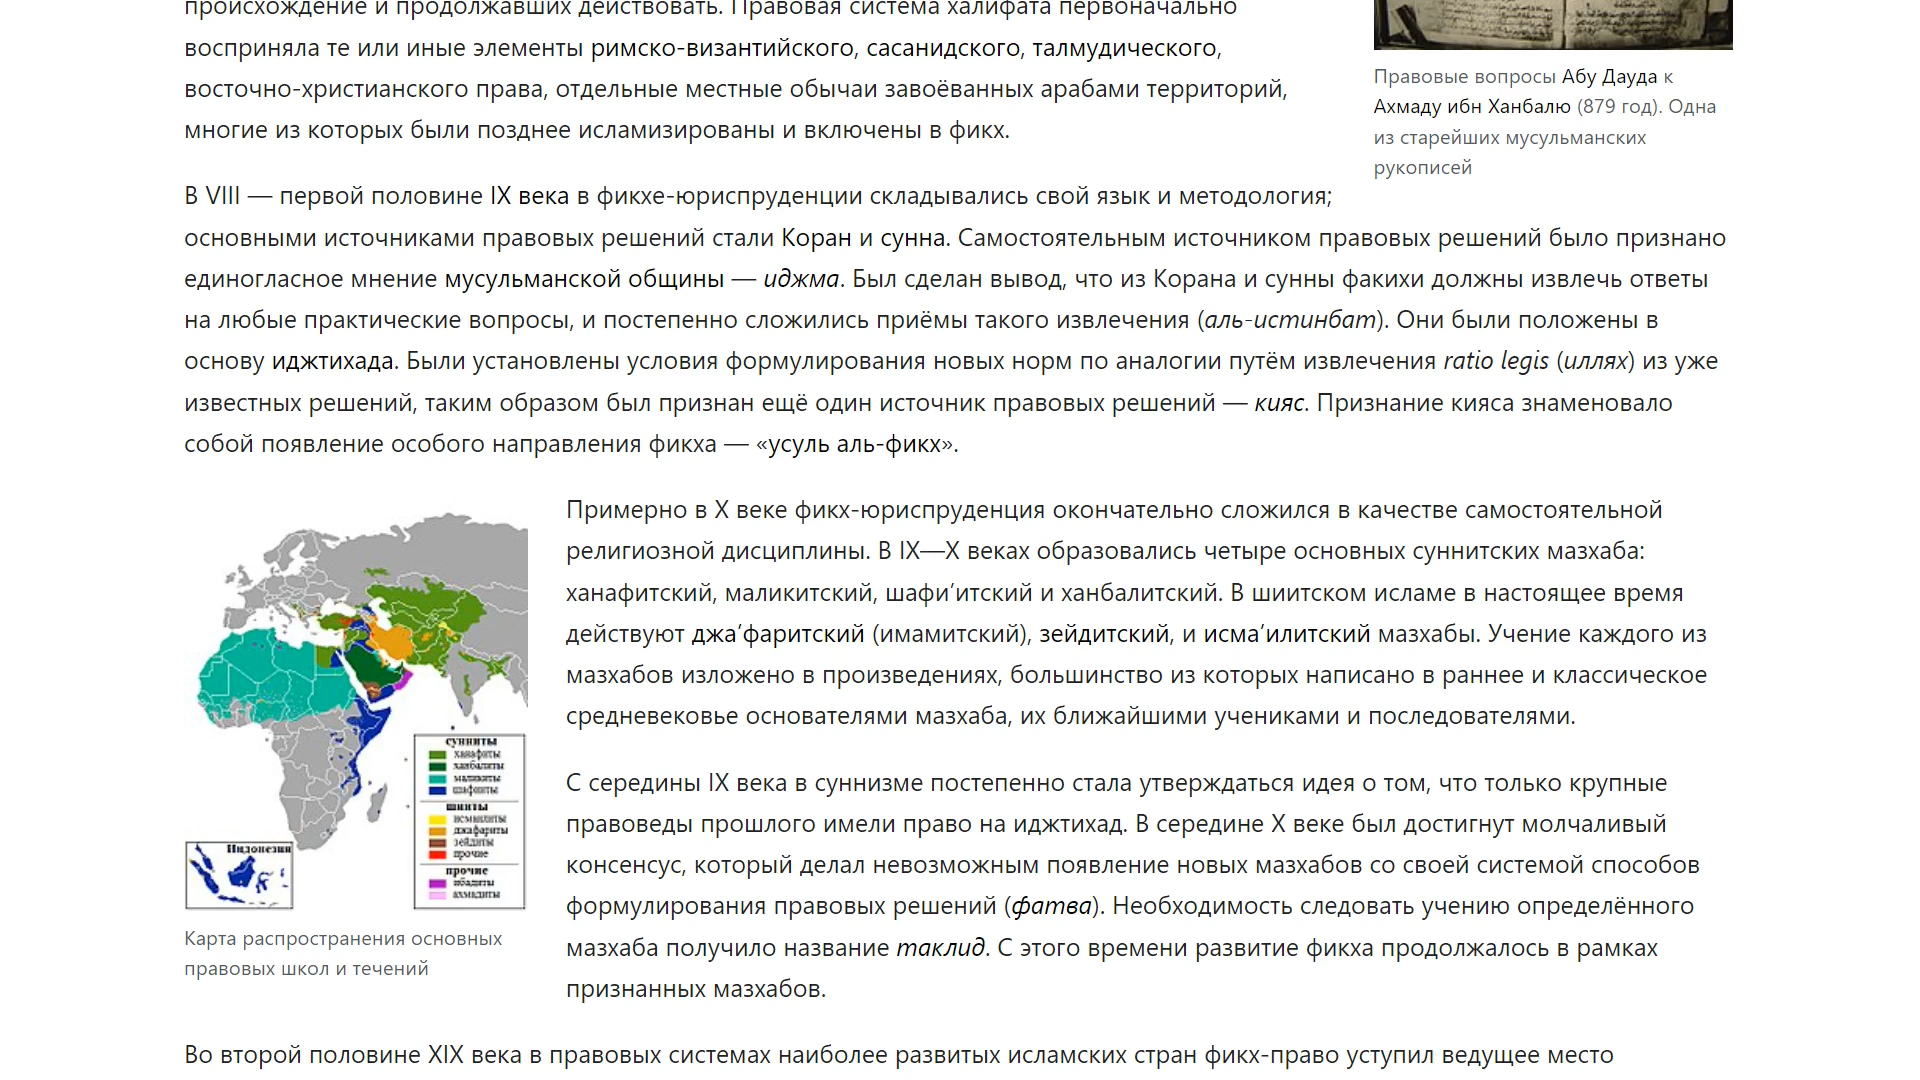 происхождение и продолжавших действовать. Правовая система халифата первоначально
восприняла те или иные элементы римско-византийского, сасанидского, талмудического,
восточно-христианского права, отдельные местные обычаи завоёванных арабами территорий,
многие из которых были позднее исламизированы и включены в фикх.
Правовые вопросы Абу Дауда к
Ахмаду ибн Ханбалю (879 год). Одна
из старейших мусульманских
рукописей
В VIII — первой половине IX века в фикхе-юриспруденции складывались свой язык и методология;
основными источниками правовых решений стали Коран и сунна. Самостоятельным источником правовых решений было признано
единогласное мнение мусульманской общины — иджма. Был сделан вывод, что из Корана и сунны факихи должны извлечь ответы
на любые практические вопросы, и постепенно сложились приёмы такого извлечения (аль-истинбат). Они были положены в
основу иджтихада. Были установлены условия формулирования новых норм по аналогии путём извлечения ratio legis (иллях) из уже
известных решений, таким образом был признан ещё один источник правовых решений — кияс. Признание кияса знаменовало
собой появление особого направления фикха — «усуль аль-фикх».
Примерно в X веке фикх-юриспруденция окончательно сложился в качестве самостоятельной
религиозной дисциплины. В IX—X веках образовались четыре основных суннитских мазхаба:
ханафитский, маликитский, шафи’итский и ханбалитский. В шиитском исламе в настоящее время
действуют джа’фаритский (имамитский), зейдитский, и исма’илитский мазхабы. Учение каждого из
мазхабов изложено в произведениях, большинство из которых написано в раннее и классическое
средневековье основателями мазхаба, их ближайшими учениками и последователями.
сунниты
ханафиты
ханбалиты
маликиты
шафииты
шииты
исмаилиты
джафариты
зейдиты
прочие
прочие
ибадиты
ахмадиты
Индонезия
Карта распространения основных
правовых школ и течений
С середины IX века в суннизме постепенно стала утверждаться идея о том, что только крупные
правоведы прошлого имели право на иджтихад. В середине X веке был достигнут молчаливый
консенсус, который делал невозможным появление новых мазхабов со своей системой способов
формулирования правовых решений (фатва). Необходимость следовать учению определённого
мазхаба получило название таклид. С этого времени развитие фикха продолжалось в рамках
признанных мазхабов.
Во второй половине XIX века в правовых системах наиболее развитых исламских стран фикх-право уступил ведущее место